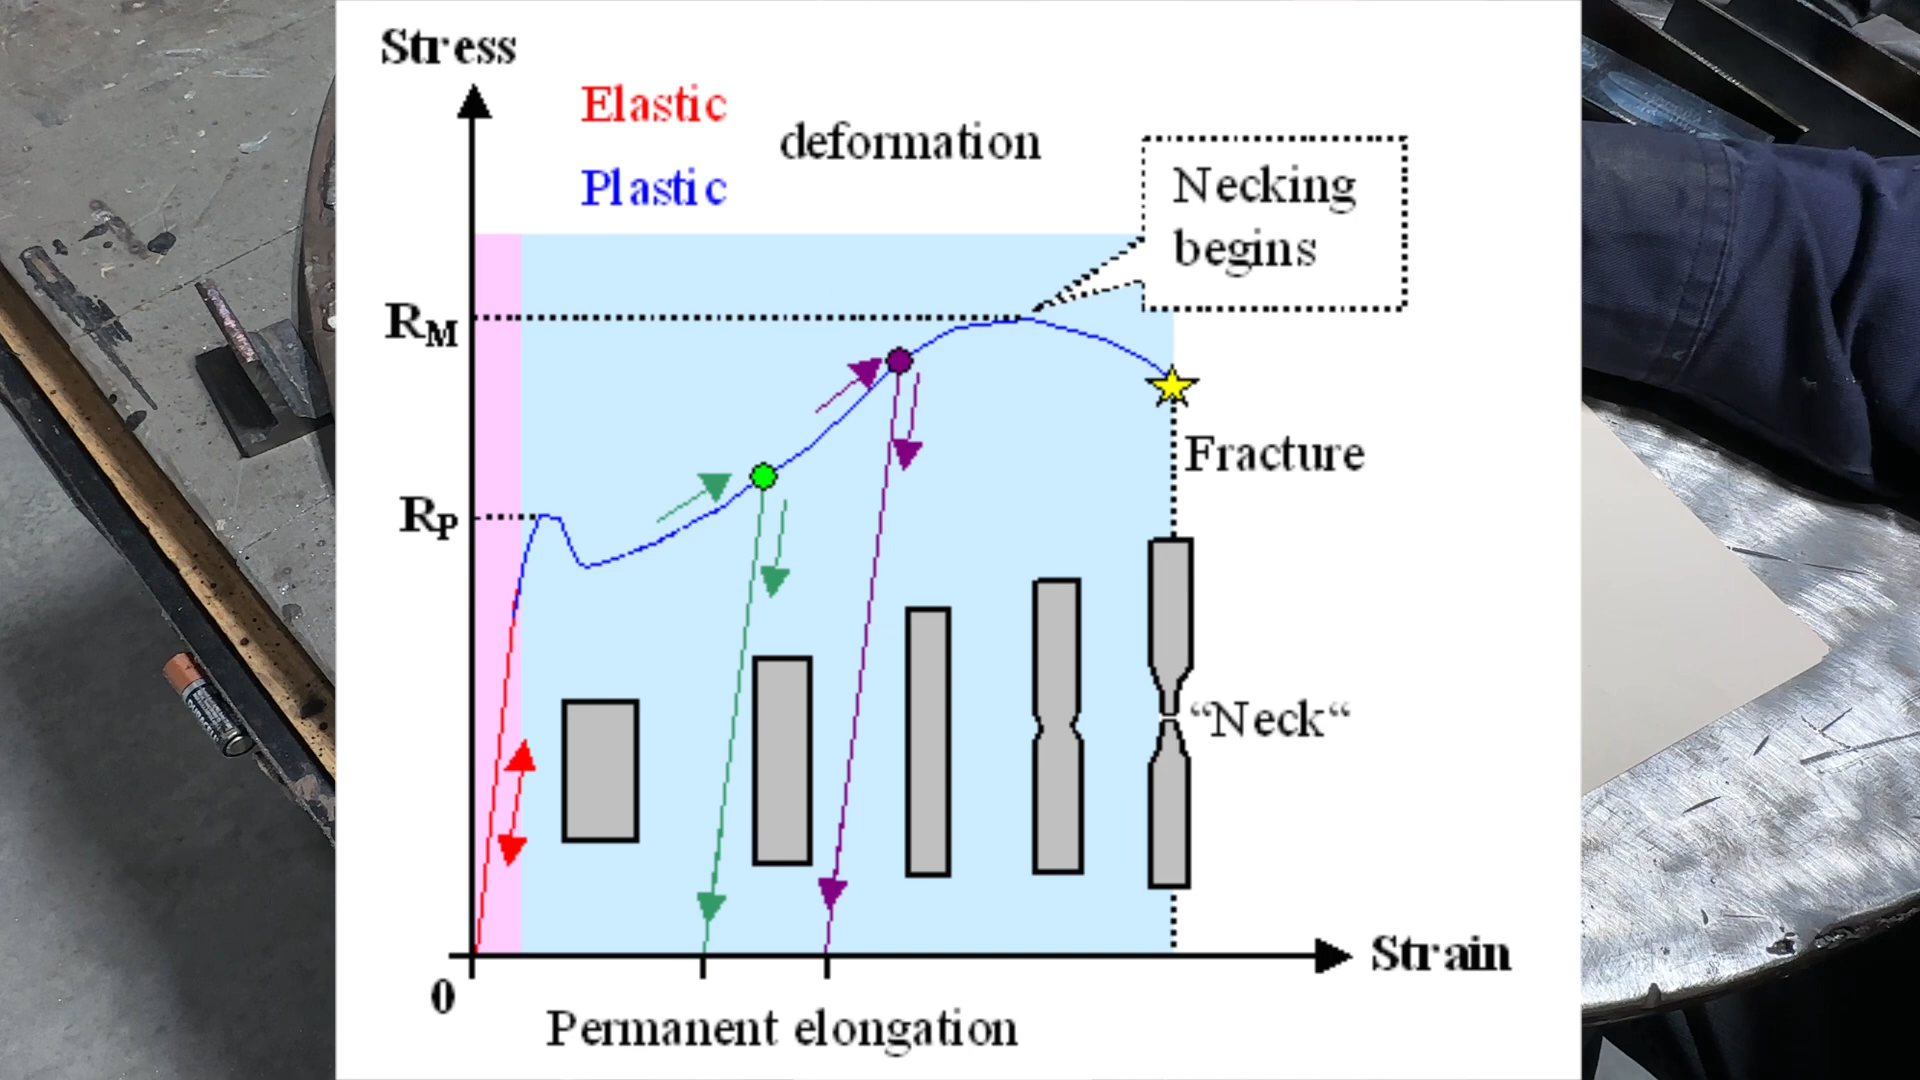 Stress
Elastic
deformation
Plastic
Necking
begins
RM
RP
Fracture
“Neck“
0
Strain
Permanent elongation